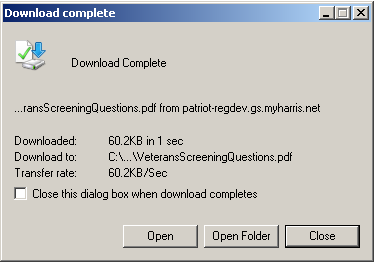 Download complete
Download Complete
...ransScreeningQuestions.pdf from patriot-regdev.gs.myharris.net
Downloaded: 60.2KB in 1 sec
Download to: C:\...\VeteransScreeningQuestions.pdf
Transfer rate: 60.2KB/Sec
Close this dialog box when download completes
Open Open Folder Close